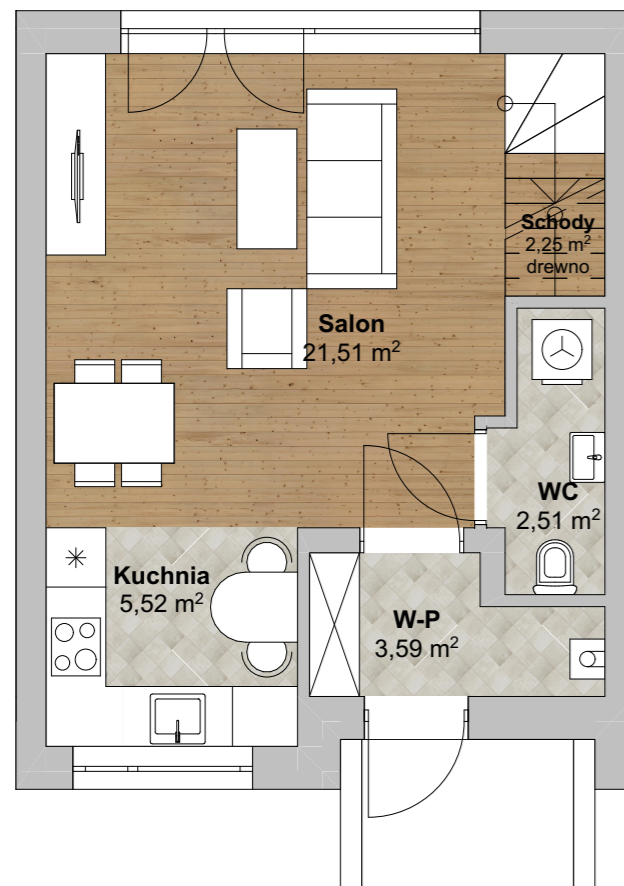 Schody
2,25 m²
drewno
Salon
21,51 m²
WC
2,51 m²
Kuchnia
5,52 m²
W-P
3,59 m²